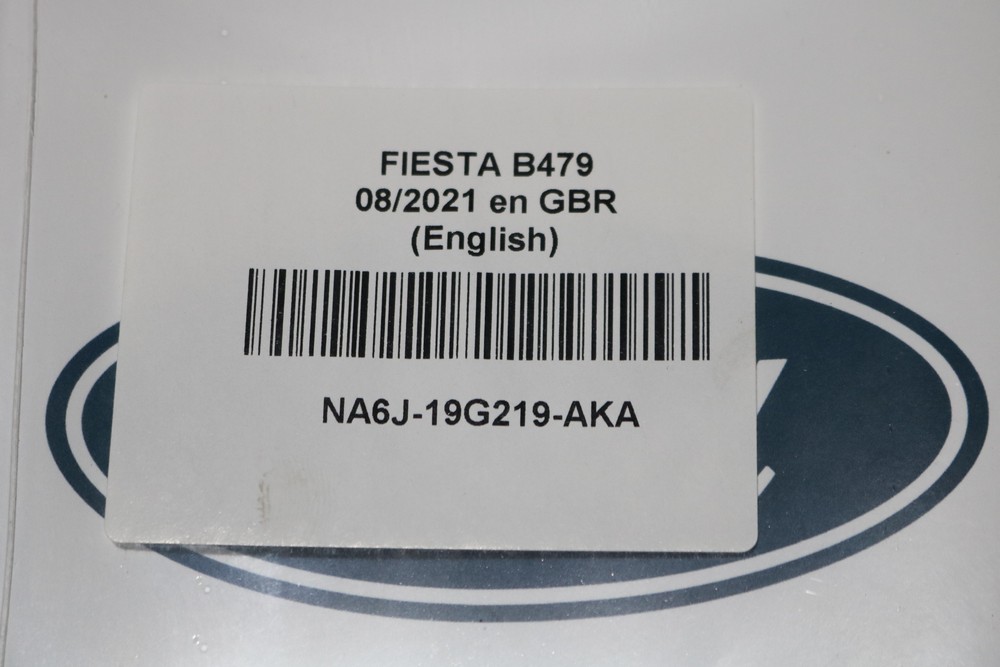 FIESTA B479
08/2021 en GBR
(English)
NA6J-19G219-AKA